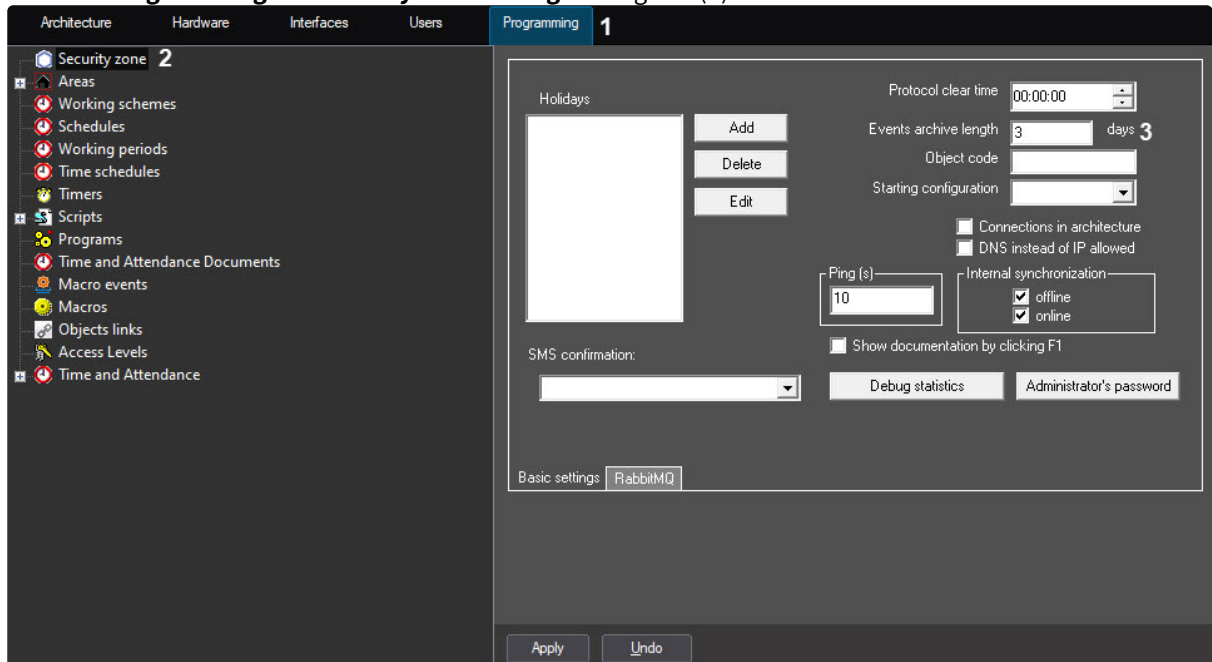 Architecture Hardware Interfaces Users Programming 1
Security zone 2
Areas
Working schemes
Schedules
Working periods
Time schedules
Timers
Scripts
Programs
Time and Attendance Documents
Macro events
Macros
Objects links
Access Levels
Time and Attendance
Holidays
Add
Delete
Edit
Protocol clear time 00:00:00
Events archive length 3 days 3
Object code
Starting configuration
Connections in architecture
DNS instead of IP allowed
Ping (s)
10
Internal synchronization
offline
online
Show documentation by clicking F1
SMS confirmation:
Debug statistics Administrator's password
Basic settings RabbitMQ
Apply Undo